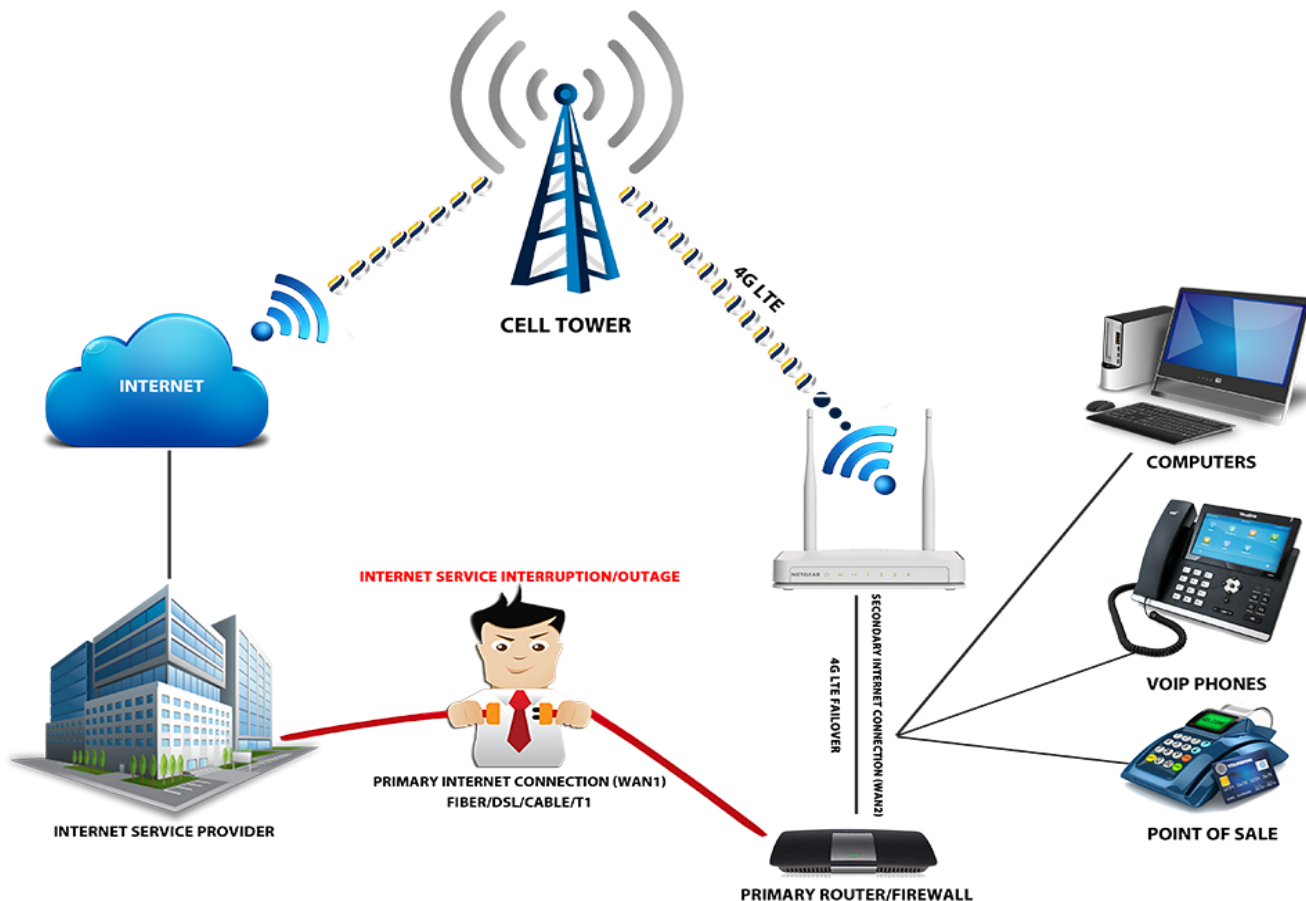 CELL TOWER
4G LTE
INTERNET
COMPUTERS
INTERNET SERVICE INTERRUPTION/OUTAGE
NETGEAR
SECONDARY INTERNET CONNECTION (WAN2)
4G LTE FAILOVER
VOIP PHONES
PRIMARY INTERNET CONNECTION (WAN1)
FIBER/DSL/CABLE/T1
INTERNET SERVICE PROVIDER
POINT OF SALE
PRIMARY ROUTER/FIREWALL